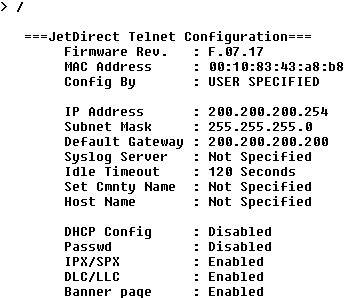 > /
===JetDirect Telnet Configuration===
Firmware Rev. : F.07.17
MAC Address : 00:10:83:43:a8:b8
Config By : USER SPECIFIED
IP Address : 200.200.200.254
Subnet Mask : 255.255.255.0
Default Gateway : 200.200.200.200
Syslog Server : Not Specified
Idle Timeout : 120 Seconds
Set Cmnty Name : Not Specified
Host Name : Not Specified
DHCP Config : Disabled
Passwd : Disabled
IPX/SPX : Enabled
DLC/LLC : Enabled
Banner page : Enabled